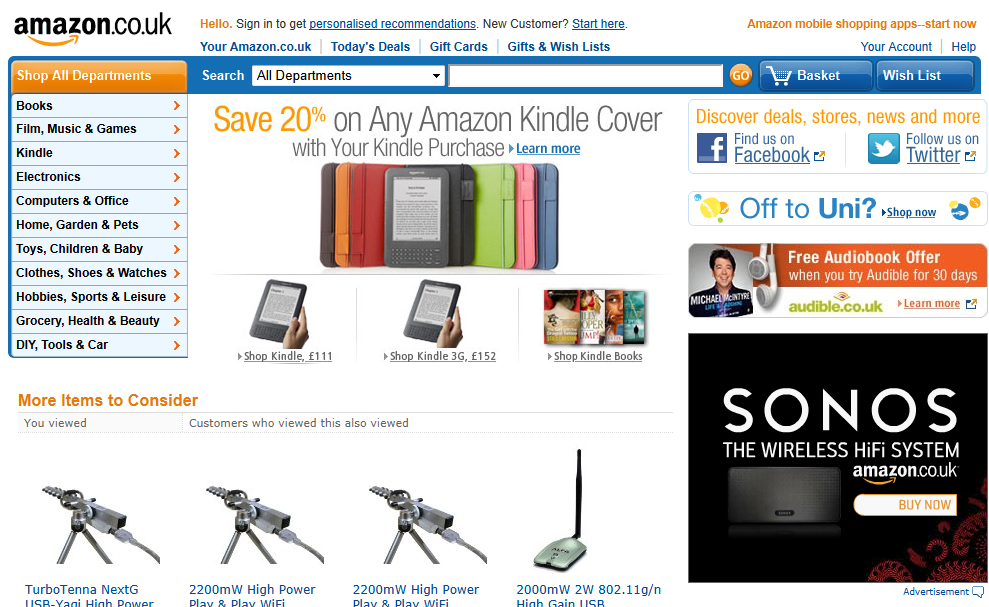 amazon.co.uk
Hello. Sign in to get personalised recommendations. New Customer? Start here.
Amazon mobile shopping apps--start now
Your Amazon.co.uk
Today's Deals
Gift Cards
Gifts & Wish Lists
Your Account
Help
Shop All Departments
Search
All Departments
GO
Basket
Wish List
Books
Film, Music & Games
Kindle
Electronics
Computers & Office
Home, Garden & Pets
Toys, Children & Baby
Clothes, Shoes & Watches
Hobbies, Sports & Leisure
Grocery, Health & Beauty
DIY, Tools & Car
Save 20% on Any Amazon Kindle Cover
with Your Kindle Purchase Learn more
Shop Kindle, £111
Shop Kindle 3G, £152
Shop Kindle Books
Discover deals, stores, news and more
Find us on
Facebook
Follow us on
Twitter
Off to Uni? Shop now
MICHAEL McINTYRE
Free Audiobook Offer
when you try Audible for 30 days
audible.co.uk
Learn more
SONOS
THE WIRELESS HiFi SYSTEM
amazon.co.uk
SONOS
BUY NOW
Advertisement
More Items to Consider
You viewed
Customers who viewed this also viewed
TurboTenna NextG
USB-Yagi High Power
2200mW High Power
Play & Play WiFi
2200mW High Power
Play & Play WiFi
2000mW 2W 802.11g/n
High Gain USB